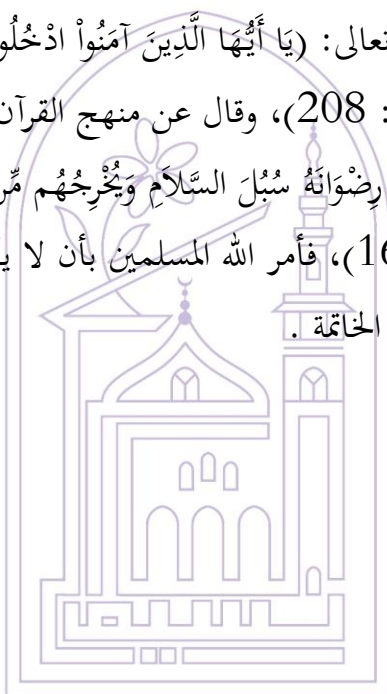 تعالى: (يَا أَيُّهَا الَّذِينَ آمَنُواْ ادْخُلُو
: 208)، وقال عن منهج القرآن
رِضْوَانَهُ سُبُلَ السَّلاَمِ وَيُخْرِجُهُم مِّن
16)، فأمر الله المسلمين بأن لا ي
الخاتمة .